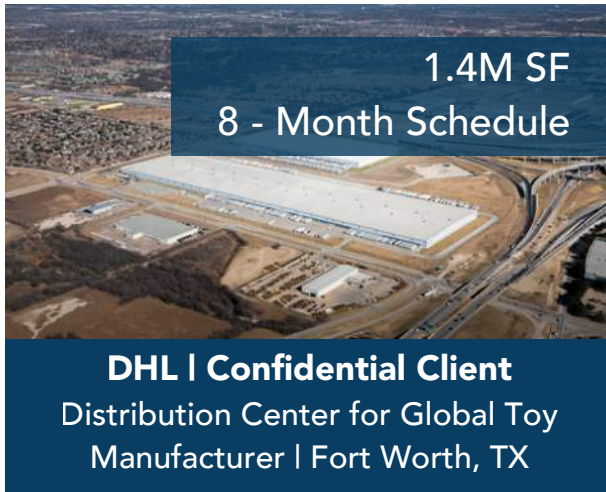 1.4M SF
8 - Month Schedule
DHL | Confidential Client
Distribution Center for Global Toy
Manufacturer | Fort Worth, TX